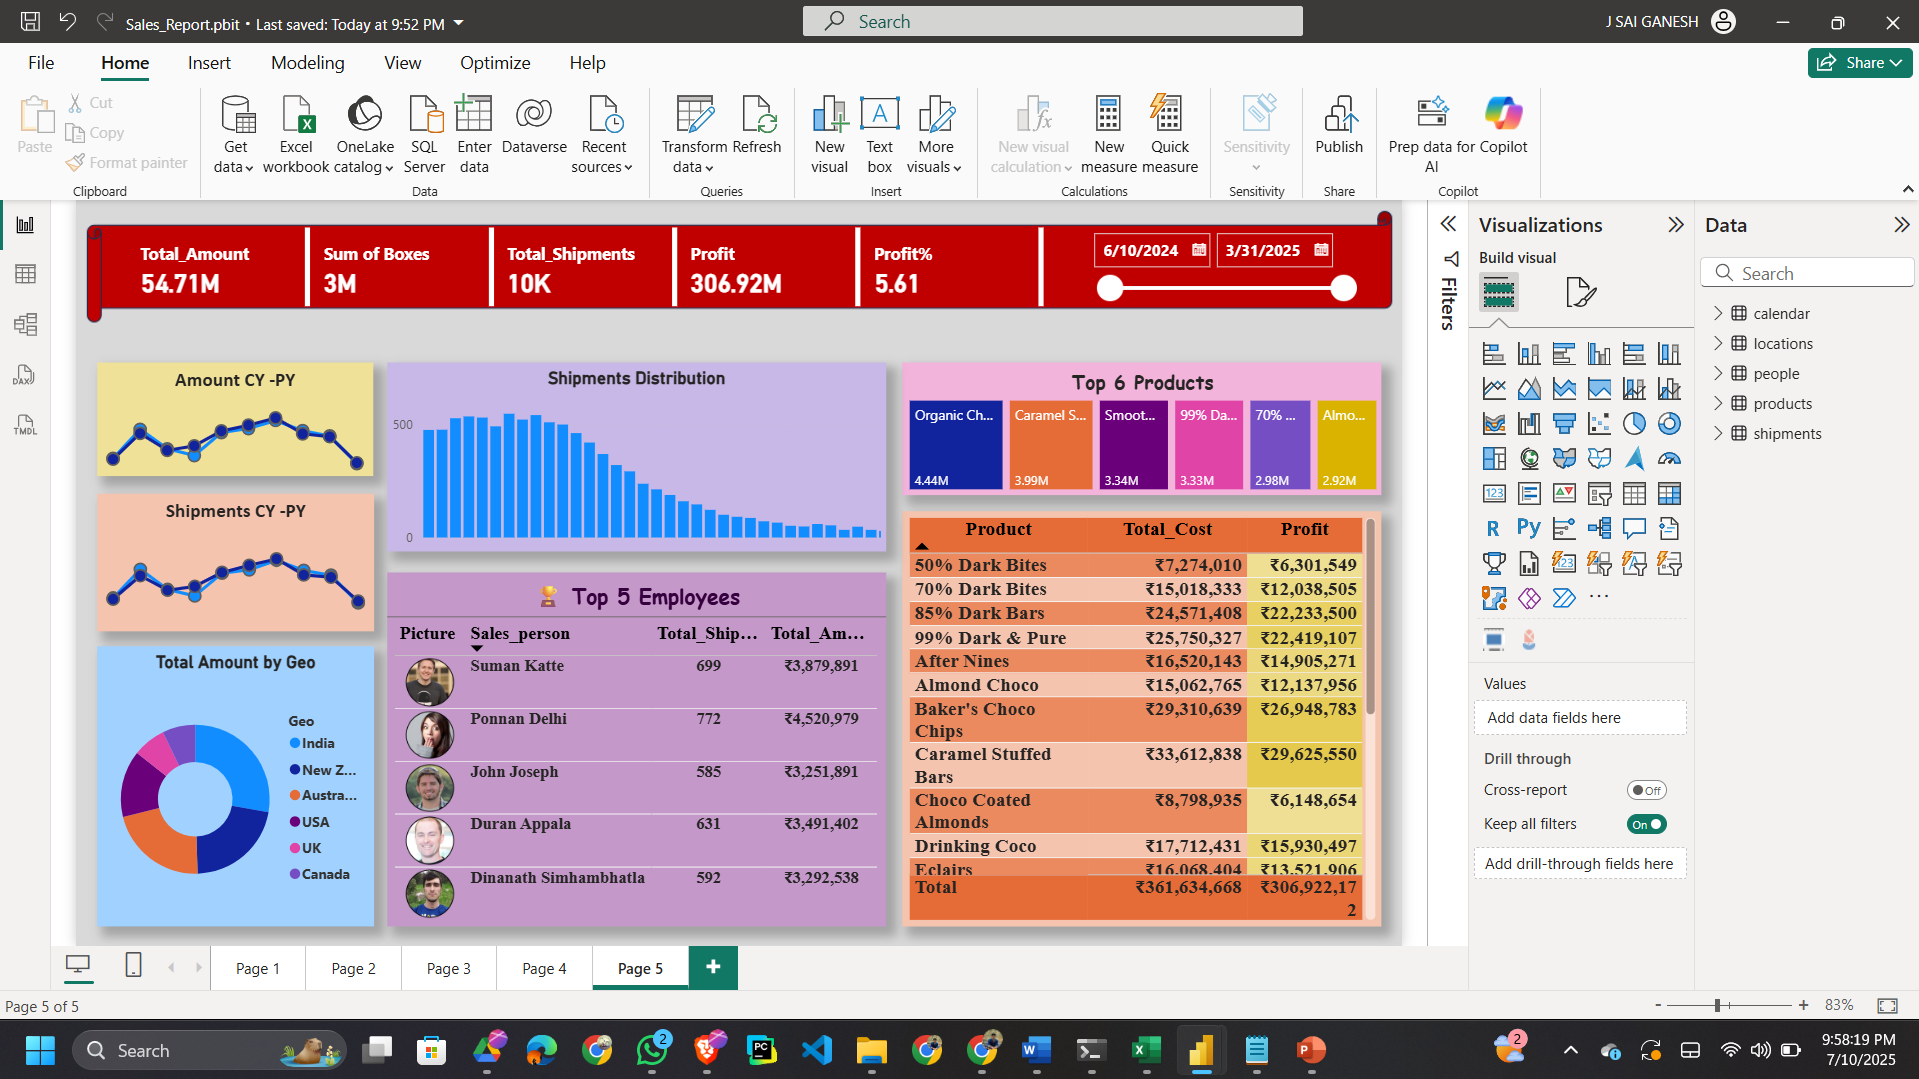 Sales_Report.pbit • Last saved: Today at 9:52 PM
Search
J SAI GANESH
File
Home
Insert
Modeling
View
Optimize
Help
Share
Paste
Cut
Copy
Format painter
Clipboard
Get data
Excel workbook
OneLake catalog
SQL Server
Enter data
Dataverse
Recent sources
Data
Transform data
Refresh
Queries
New visual
Text box
More visuals
Insert
New visual calculation
New measure
Quick measure
Calculations
Sensitivity
Sensitivity
Publish
Share
Prep data for AI
Copilot
Copilot
Total_Amount
54.71M
Sum of Boxes
3M
Total_Shipments
10K
Profit
306.92M
Profit%
5.61
6/10/2024
3/31/2025
Amount CY -PY
Shipments CY -PY
Total Amount by Geo
Geo
India
New Z...
Austra...
USA
UK
Canada
Shipments Distribution
500
0
🏆 Top 5 Employees
Picture Sales_person Total_Ship... Total_Am...
Suman Katte 699 ₹3,879,891
Ponnan Delhi 772 ₹4,520,979
John Joseph 585 ₹3,251,891
Duran Appala 631 ₹3,491,402
Dinanath Simhambhatla 592 ₹3,292,538
Top 6 Products
Organic Ch... Caramel S... Smoot... 99% Da... 70% ... Almo...
4.44M 3.99M 3.34M 3.33M 2.98M 2.92M
Product Total_Cost Profit
50% Dark Bites ₹7,274,010 ₹6,301,549
70% Dark Bites ₹15,018,333 ₹12,038,505
85% Dark Bars ₹24,571,408 ₹22,233,500
99% Dark & Pure ₹25,750,327 ₹22,419,107
After Nines ₹16,520,143 ₹14,905,271
Almond Choco ₹15,062,765 ₹12,137,956
Baker's Choco ₹29,310,639 ₹26,948,783
Chips
Caramel Stuffed ₹33,612,838 ₹29,625,550
Bars
Choco Coated ₹8,798,935 ₹6,148,654
Almonds
Drinking Coco ₹17,712,431 ₹15,930,497
Eclairs ₹16,068,404 ₹13,521,906
Total ₹361,634,668 ₹306,922,17
2
Filters
Visualizations
Build visual
123
R
Py
123
...
Values
Add data fields here
Drill through
Cross-report
Off
Keep all filters
On
Add drill-through fields here
Data
Search
calendar
locations
people
products
shipments
DAX
TMDL
Page 1
Page 2
Page 3
Page 4
Page 5
+
Page 5 of 5
- + 83%
Search
2
PC
W
X
P
2
9:58:19 PM
7/10/2025